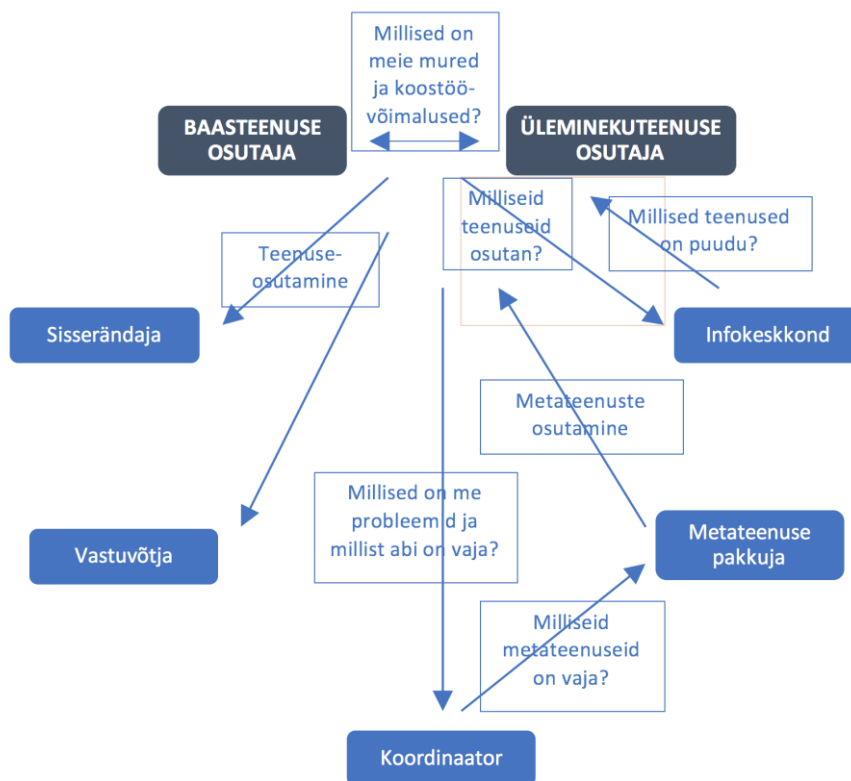 Millised on
meie mured
ja koostöö-
võimalused?
BAASTEENUSE
OSUTAJA
ÜLEMINEKUTEENUSE
OSUTAJA
Milliseid
teenuseid
osutan?
Millised teenused
on puudu?
Teenuse-
osutamine
Sisserändaja
Infokeskkond
Metateenuste
osutamine
Millised on me
probleemid ja
millist abi on vaja?
Vastuvõtja
Metateenuse
pakkuja
Milliseid
metateenuseid
on vaja?
Koordinaator